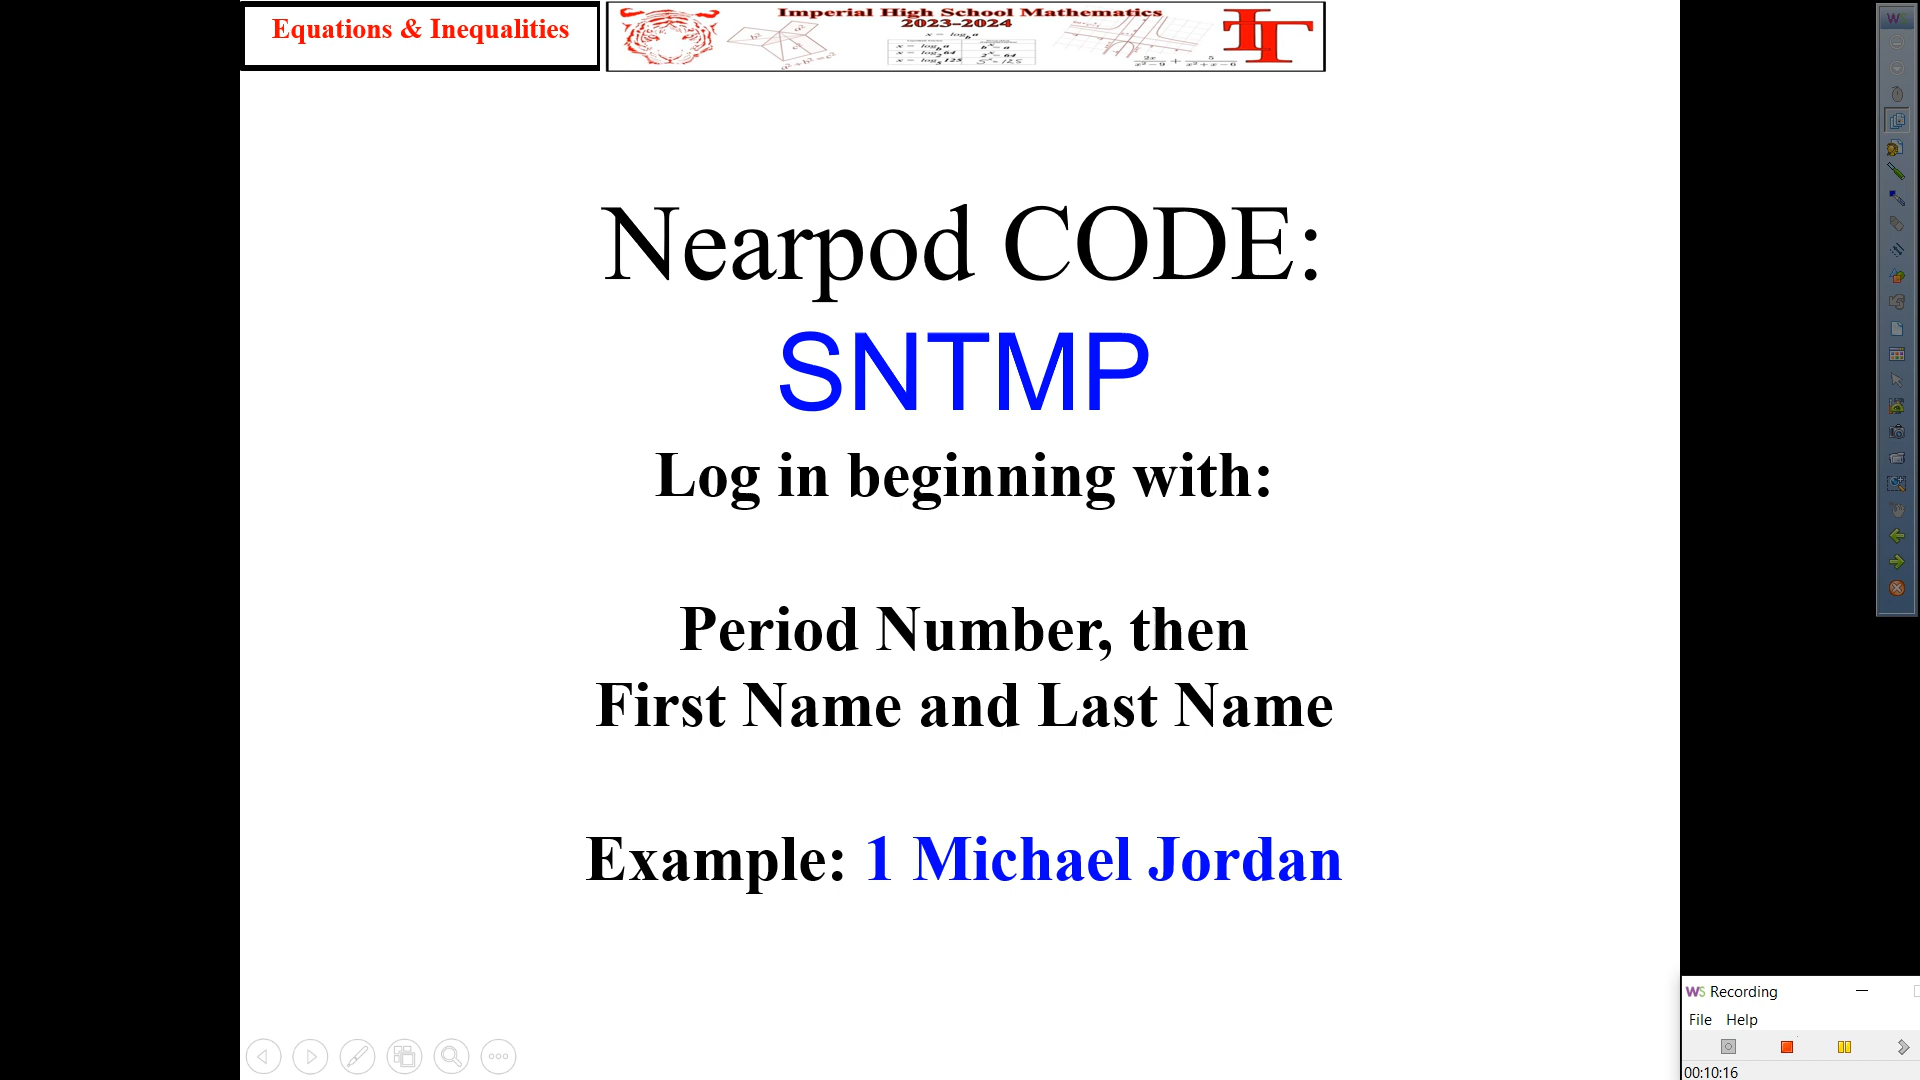 Equations & Inequalities
Imperial High School Mathematics
2023-2024
Nearpod CODE:
SNTMP
Log in beginning with:
Period Number, then
First Name and Last Name
Example: 1 Michael Jordan
WS Recording
File Help
00:10:16